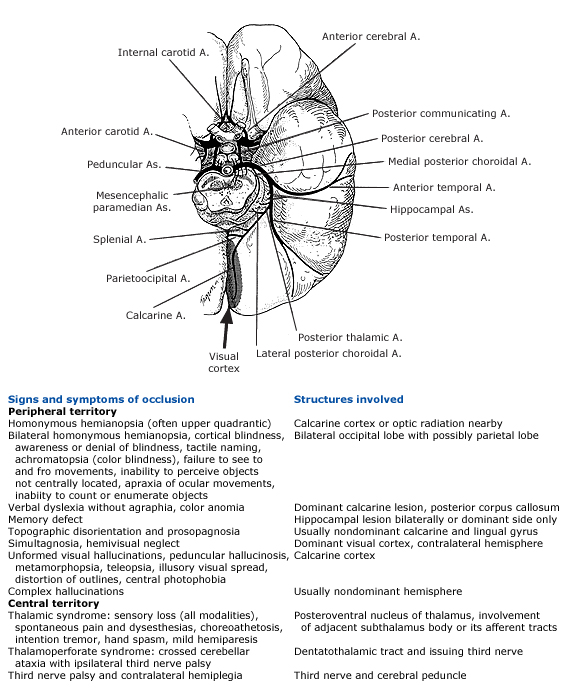 Anterior cerebral A.
Internal carotid A.
Posterior communicating A.
Anterior carotid A.
Posterior cerebral A.
Peduncular As.
Medial posterior choroidal A.
Anterior temporal A.
Mesencephalic
paramedian As.
Hippocampal As.
Splenial A.
Posterior temporal A.
Parietoocipital A.
Calcarine A.
Posterior thalamic A.
Lateral posterior choroidal A.
Visual
cortex
Signs and symptoms of occlusion Structures involved
Peripheral territory
Homonymous hemianopsia (often upper quadrantic) Calcarine cortex or optic radiation nearby
Bilateral homonymous hemianopsia, cortical blindness, Bilateral occipital lobe with possibly parietal lobe
awareness or denial of blindness, tactile naming,
achromatopsia (color blindness), failure to see to
and fro movements, inability to perceive objects
not centrally located, apraxia of ocular movements,
inabiity to count or enumerate objects
Verbal dyslexia without agraphia, color anomia Dominant calcarine lesion, posterior corpus callosum
Memory defect Hippocampal lesion bilaterally or dominant side only
Topographic disorientation and prosopagnosia Usually nondominant calcarine and lingual gyrus
Simultagnosia, hemivisual neglect Dominant visual cortex, contralateral hemisphere
Unformed visual hallucinations, peduncular hallucinosis, Calcarine cortex
metamorphopsia, teleopsia, illusory visual spread,
distortion of outlines, central photophobia
Complex hallucinations Usually nondominant hemisphere
Central territory
Thalamic syndrome: sensory loss (all modalities), Posteroventral nucleus of thalamus, involvement
spontaneous pain and dysesthesias, choreoathetosis, of adjacent subthalamus body or its afferent tracts
intention tremor, hand spasm, mild hemiparesis
Thalamoperforate syndrome: crossed cerebellar Dentatothalamic tract and issuing third nerve
ataxia with ipsilateral third nerve palsy
Third nerve palsy and contralateral hemiplegia Third nerve and cerebral peduncle